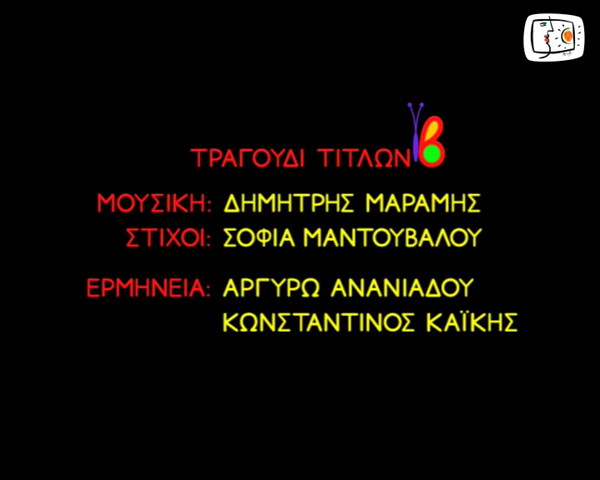 ΤΡΑΓΟΥΔΙ ΤΙΤΛΩΝ
ΜΟΥΣΙΚΗ: ΔΗΜΗΤΡΗΣ ΜΑΡΑΜΗΣ
ΣΤΙΧΟΙ: ΣΟΦΙΑ ΜΑΝΤΟΥΒΑΛΟΥ
ΕΡΜΗΝΕΙΑ: ΑΡΓΥΡΩ ΑΝΑΝΙΑΔΟΥ
ΚΩΝΣΤΑΝΤΙΝΟΣ ΚΑΪΚΗΣ